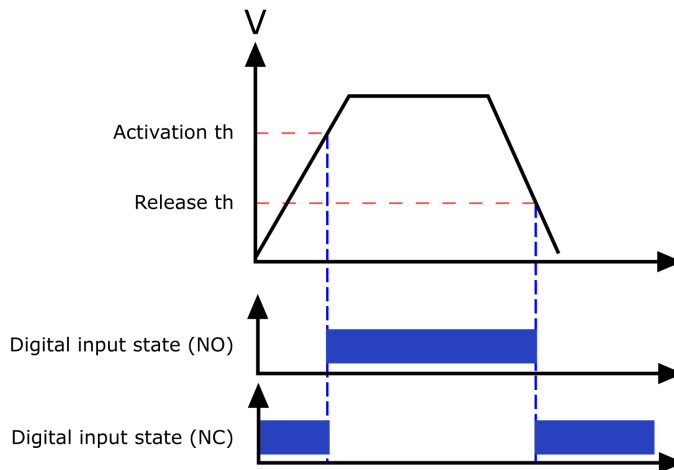 V
Activation th
Release th
Digital input state (NO)
Digital input state (NC)